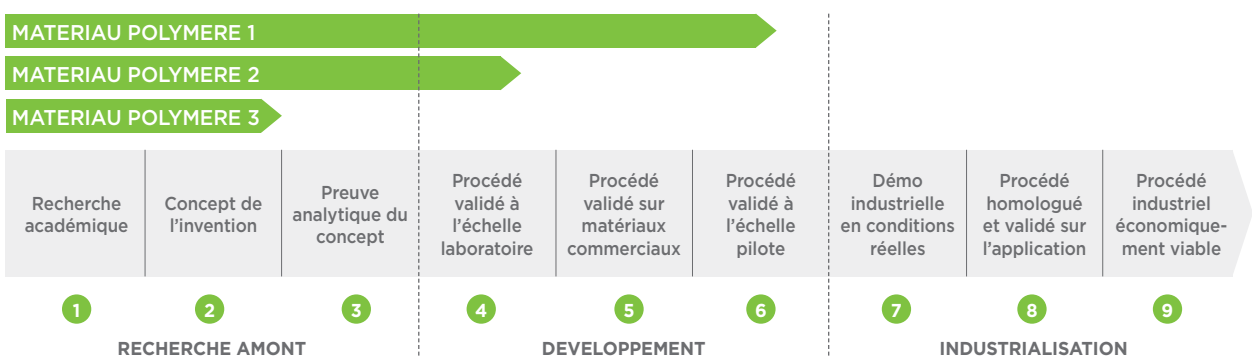 MATERIAU POLYMERE 1
MATERIAU POLYMERE 2
MATERIAU POLYMERE 3
Recherche
académique
Concept de
l'invention
Preuve
analytique du
concept
Procédé
validé à
l'échelle
laboratoire
Procédé
validé sur
matériaux
commerciaux
Procédé
validé à
l'échelle
pilote
Démo
industrielle
en conditions
réelles
Procédé
homologué
et validé sur
l'application
Procédé
industriel
économique-
ment viable
1
2
3
4
5
6
7
8
9
RECHERCHE AMONT
DEVELOPPEMENT
INDUSTRIALISATION